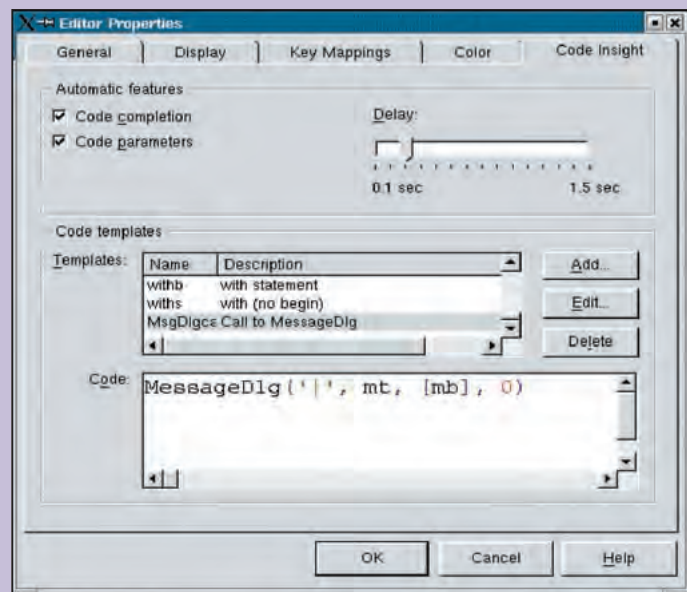 Editor Properties
General Display Key Mappings Color Code Insight
Automatic features
Code completion
Code parameters
Delay:
0.1 sec 1.5 sec
Code templates
Templates:
Name Description
withb with statement
withs with (no begin)
MsgDlgca Call to MessageDlg
Add...
Edit...
Delete
Code:
MessageDlg('|', mt, [mb], 0)
OK Cancel Help